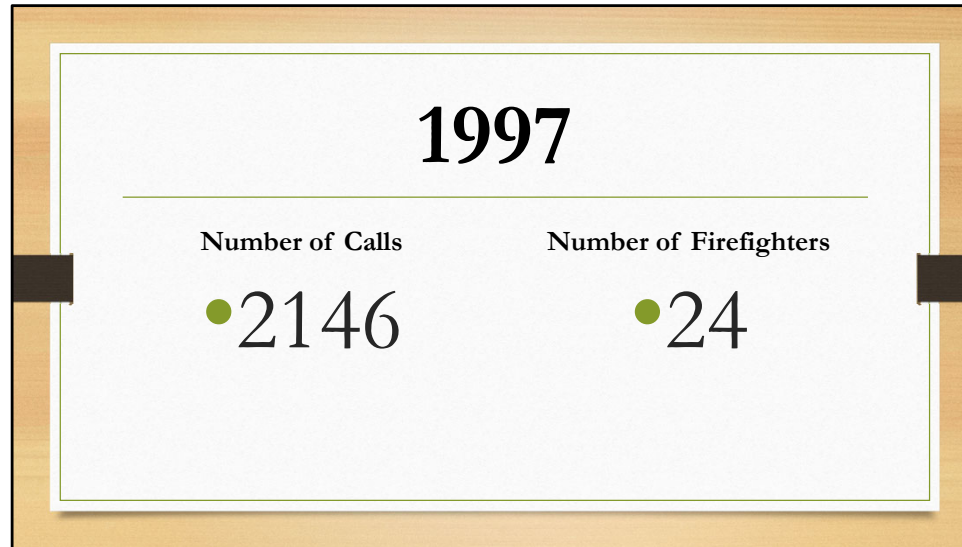 1997
Number of Calls
Number of Firefighters
•2146
•24